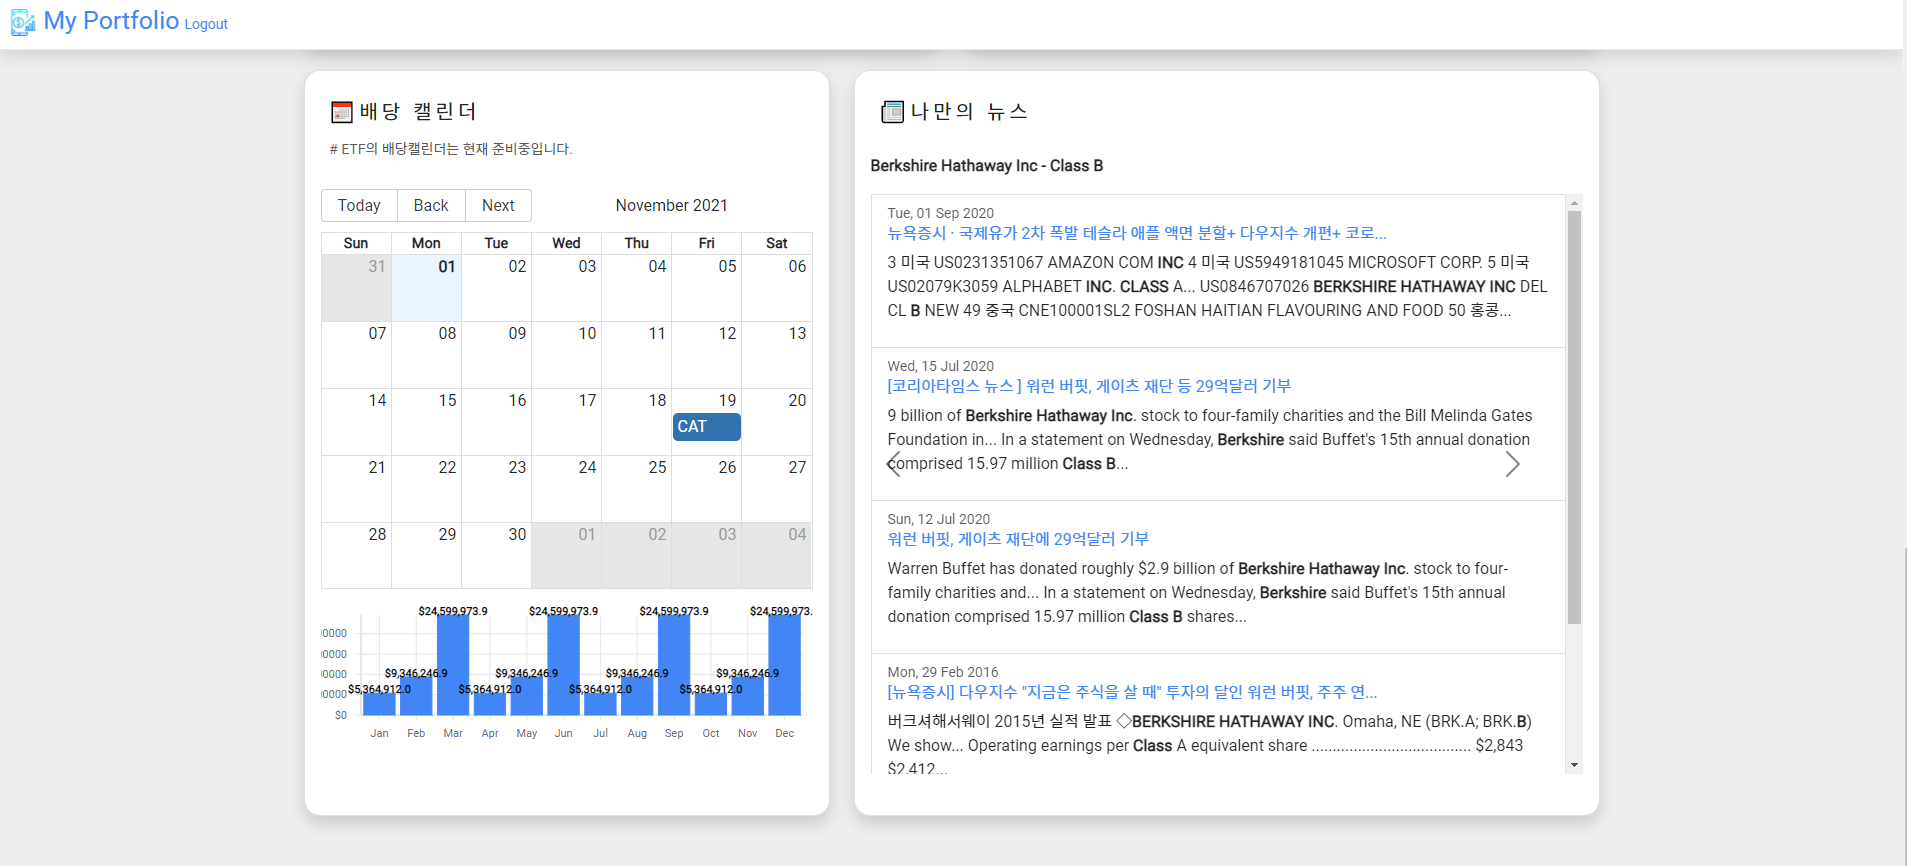 My Portfolio Logout
배당 캘린더
# ETF의 배당캘린더는 현재 준비중입니다.
Today Back Next November 2021
Sun Mon Tue Wed Thu Fri Sat
31 01 02 03 04 05 06
07 08 09 10 11 12 13
14 15 16 17 18 19 20
CAT
21 22 23 24 25 26 27
28 29 30 01 02 03 04
$24,599,973.9 $24,599,973.9 $24,599,973.9 $24,599,973.
0000
0000
0000 $9,346,246.9 $9,346,246.9 $9,346,246.9 $9,346,246.9
0000 $5,364,912.0 $5,364,912.0 $5,364,912.0 $5,364,912.0
$0
Jan Feb Mar Apr May Jun Jul Aug Sep Oct Nov Dec
나만의 뉴스
Berkshire Hathaway Inc - Class B
Tue, 01 Sep 2020
뉴욕증시 · 국제유가 2차 폭발 테슬라 애플 액면 분할+ 다우지수 개편+ 코로...
3 미국 US0231351067 AMAZON COM INC 4 미국 US5949181045 MICROSOFT CORP. 5 미국
US02079K3059 ALPHABET INC. CLASS A... US0846707026 BERKSHIRE HATHAWAY INC DEL
CL B NEW 49 중국 CNE100001SL2 FOSHAN HAITIAN FLAVOURING AND FOOD 50 홍콩...
Wed, 15 Jul 2020
[코리아타임스 뉴스 ] 워런 버핏, 게이츠 재단 등 29억달러 기부
9 billion of Berkshire Hathaway Inc. stock to four-family charities and the Bill Melinda Gates
Foundation in... In a statement on Wednesday, Berkshire said Buffet's 15th annual donation
comprised 15.97 million Class B...
Sun, 12 Jul 2020
워런 버핏, 게이츠 재단에 29억달러 기부
Warren Buffet has donated roughly $2.9 billion of Berkshire Hathaway Inc. stock to four-
family charities and... In a statement on Wednesday, Berkshire said Buffet's 15th annual
donation comprised 15.97 million Class B shares...
Mon, 29 Feb 2016
[뉴욕증시] 다우지수 "지금은 주식을 살 때" 투자의 달인 워런 버핏, 주주 연...
버크셔해서웨이 2015년 실적 발표 ◇BERKSHIRE HATHAWAY INC. Omaha, NE (BRK.A; BRK.B)
We show... Operating earnings per Class A equivalent share ...................................... $2,843
$2,412...